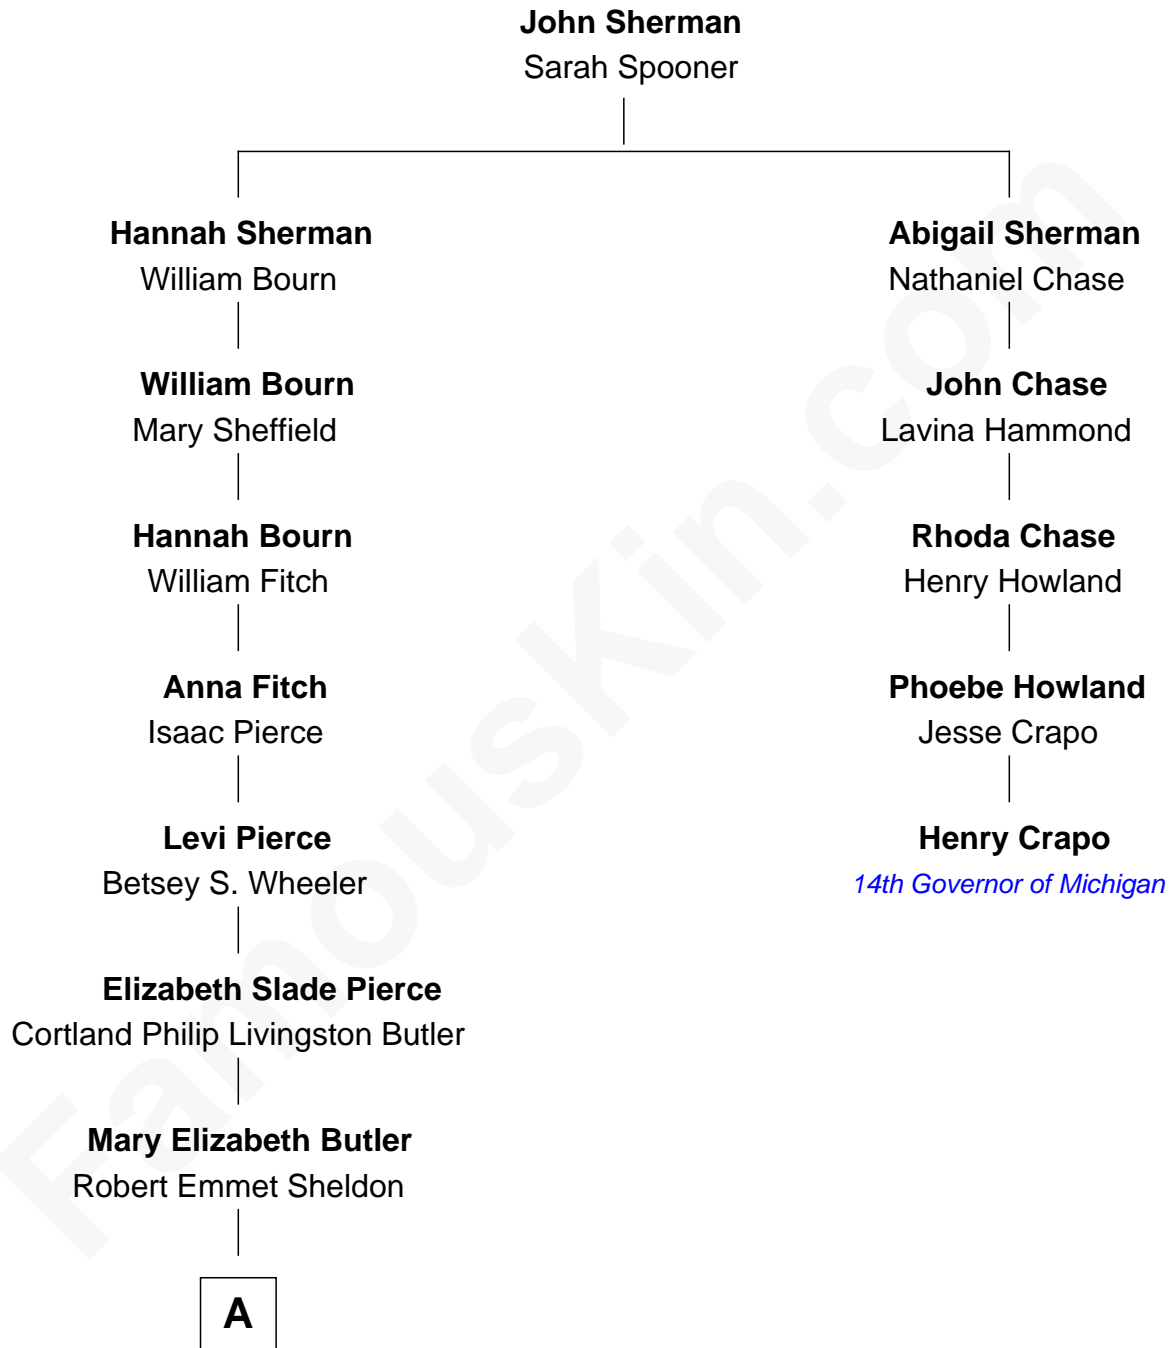 John Sherman
Sarah Spooner
Hannah Sherman
William Bourn
William Bourn
Mary Sheffield
Hannah Bourn
William Fitch
Anna Fitch
Isaac Pierce
Levi Pierce
Betsey S. Wheeler
Elizabeth Slade Pierce
Cortland Philip Livingston Butler
Mary Elizabeth Butler
Robert Emmet Sheldon
A
Abigail Sherman
Nathaniel Chase
John Chase
Lavina Hammond
Rhoda Chase
Henry Howland
Phoebe Howland
Jesse Crapo
Henry Crapo
14th Governor of Michigan
FamousKin.com